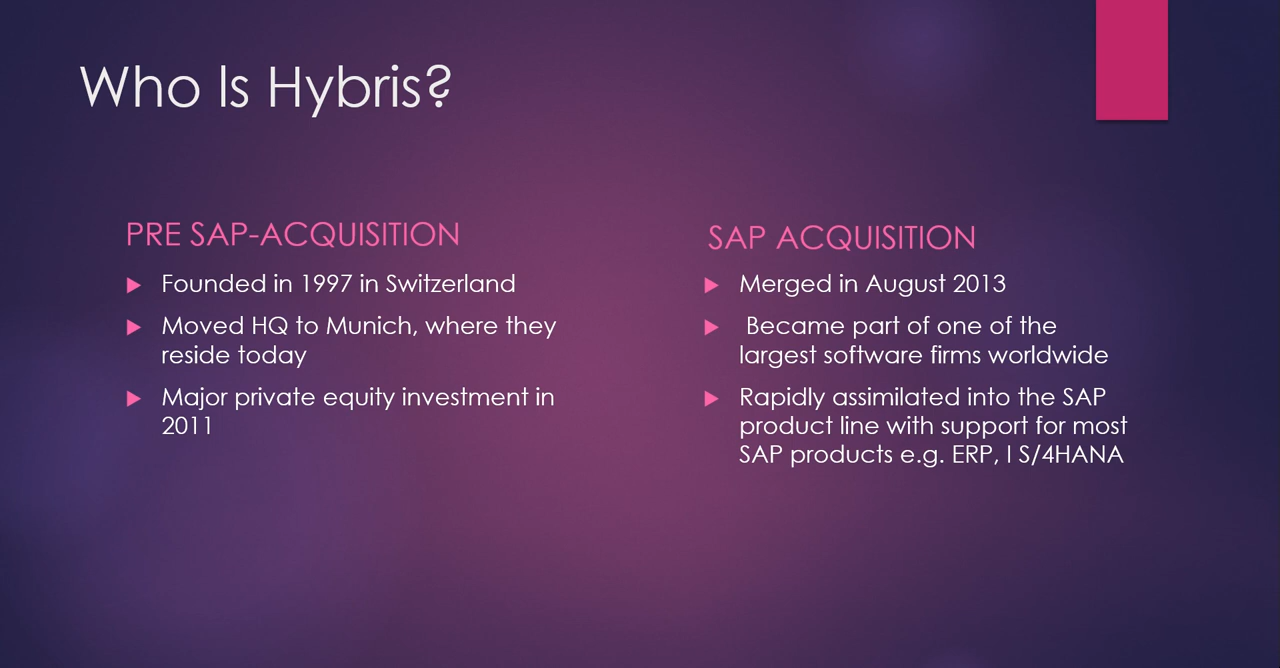 Who Is Hybris?
PRE SAP-ACQUISITION
Founded in 1997 in Switzerland
Moved HQ to Munich, where they
reside today
Major private equity investment in
2011
SAP ACQUISITION
Merged in August 2013
Became part of one of the
largest software firms worldwide
Rapidly assimilated into the SAP
product line with support for most
SAP products e.g. ERP, I S/4HANA